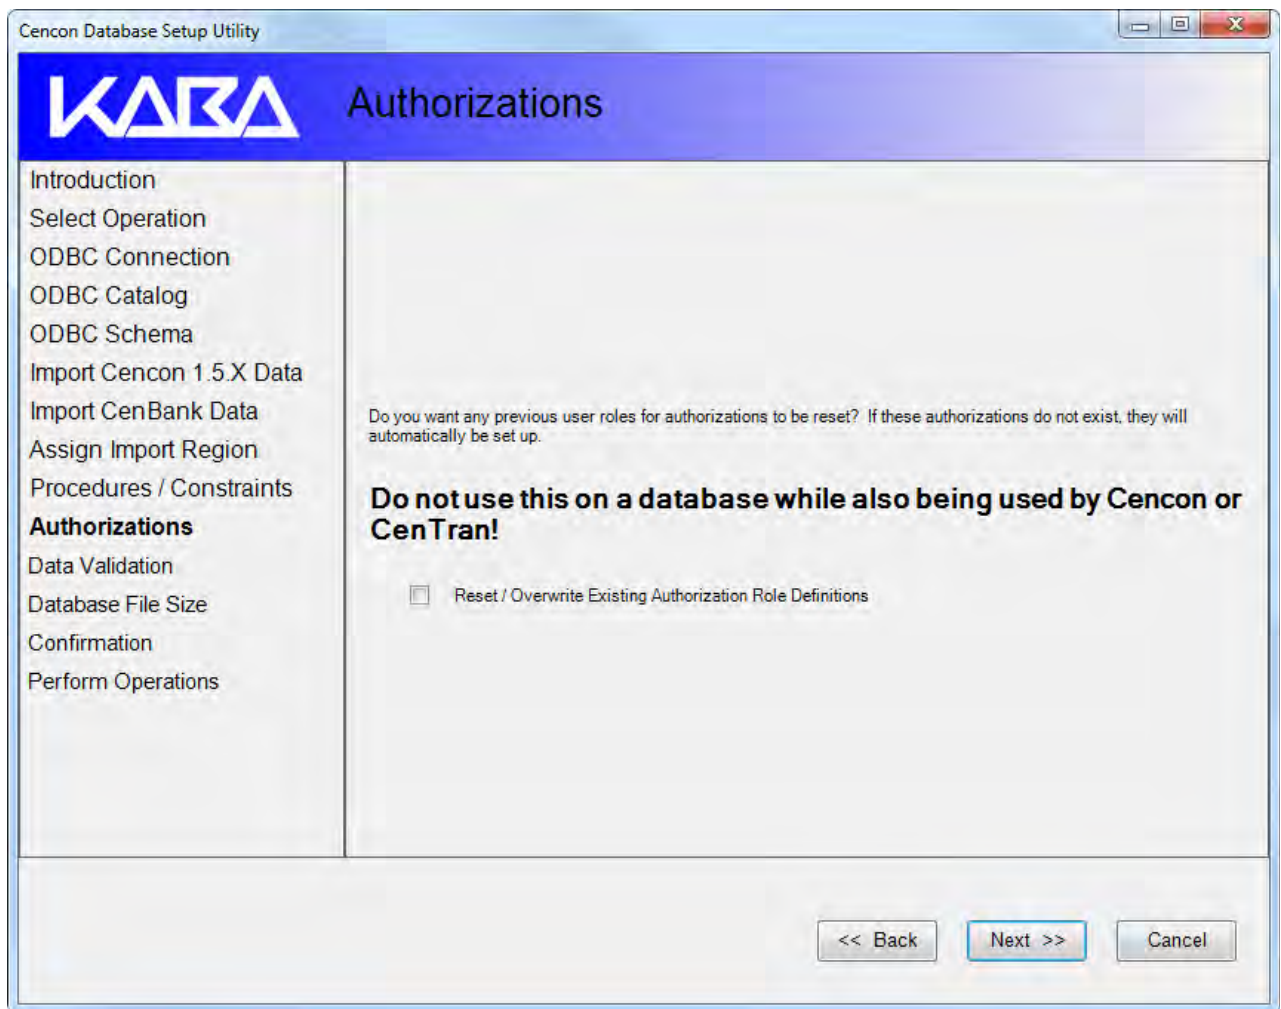 Cencon Database Setup Utility
KABA
Authorizations
Introduction
Select Operation
ODBC Connection
ODBC Catalog
ODBC Schema
Import Cencon 1.5.X Data
Import CenBank Data
Assign Import Region
Procedures / Constraints
Authorizations
Data Validation
Database File Size
Confirmation
Perform Operations
Do you want any previous user roles for authorizations to be reset? If these authorizations do not exist, they will
automatically be set up.
Do not use this on a database while also being used by Cencon or
CenTran!
Reset / Overwrite Existing Authorization Role Definitions
<< Back
Next >>
Cancel